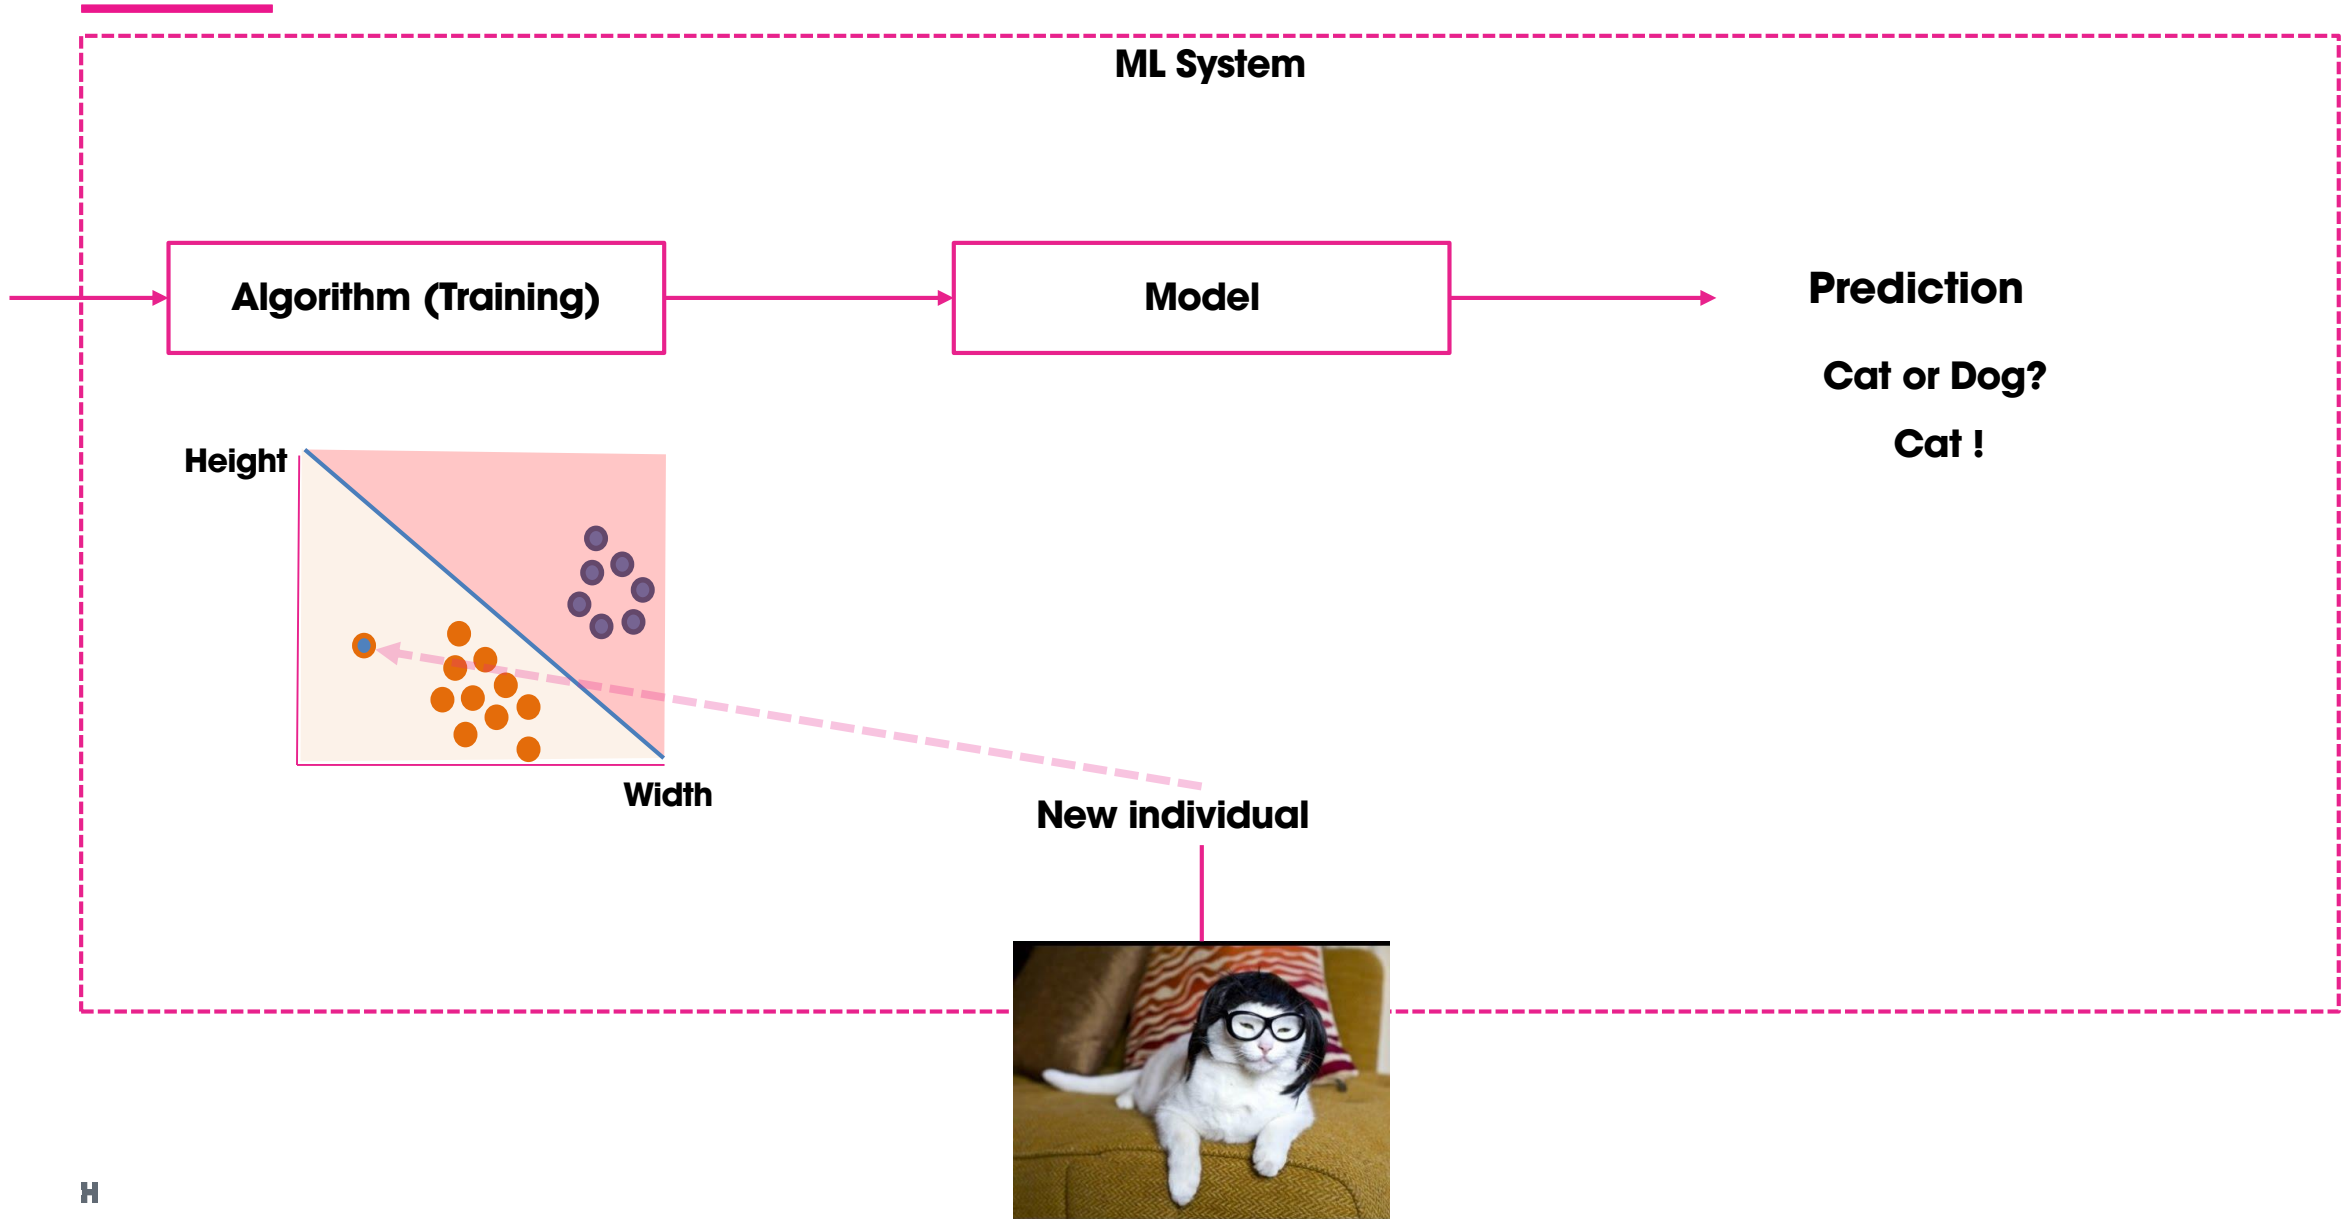 ML System
Algorithm (Training)
Model
Prediction
Cat or Dog?
Cat !
Height
Width
New individual
H